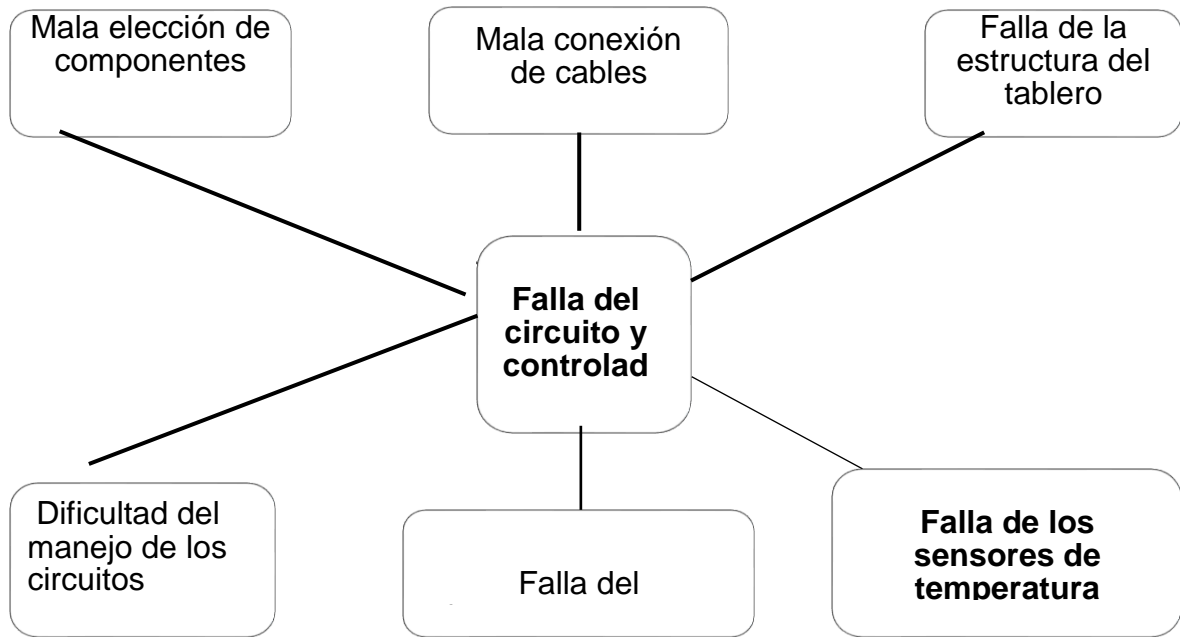 Mala elección de
componentes
Mala conexión
de cables
Falla de la
estructura del
tablero
Falla del
circuito y
controlad
Dificultad del
manejo de los
circuitos
Falla del
Falla de los
sensores de
temperatura